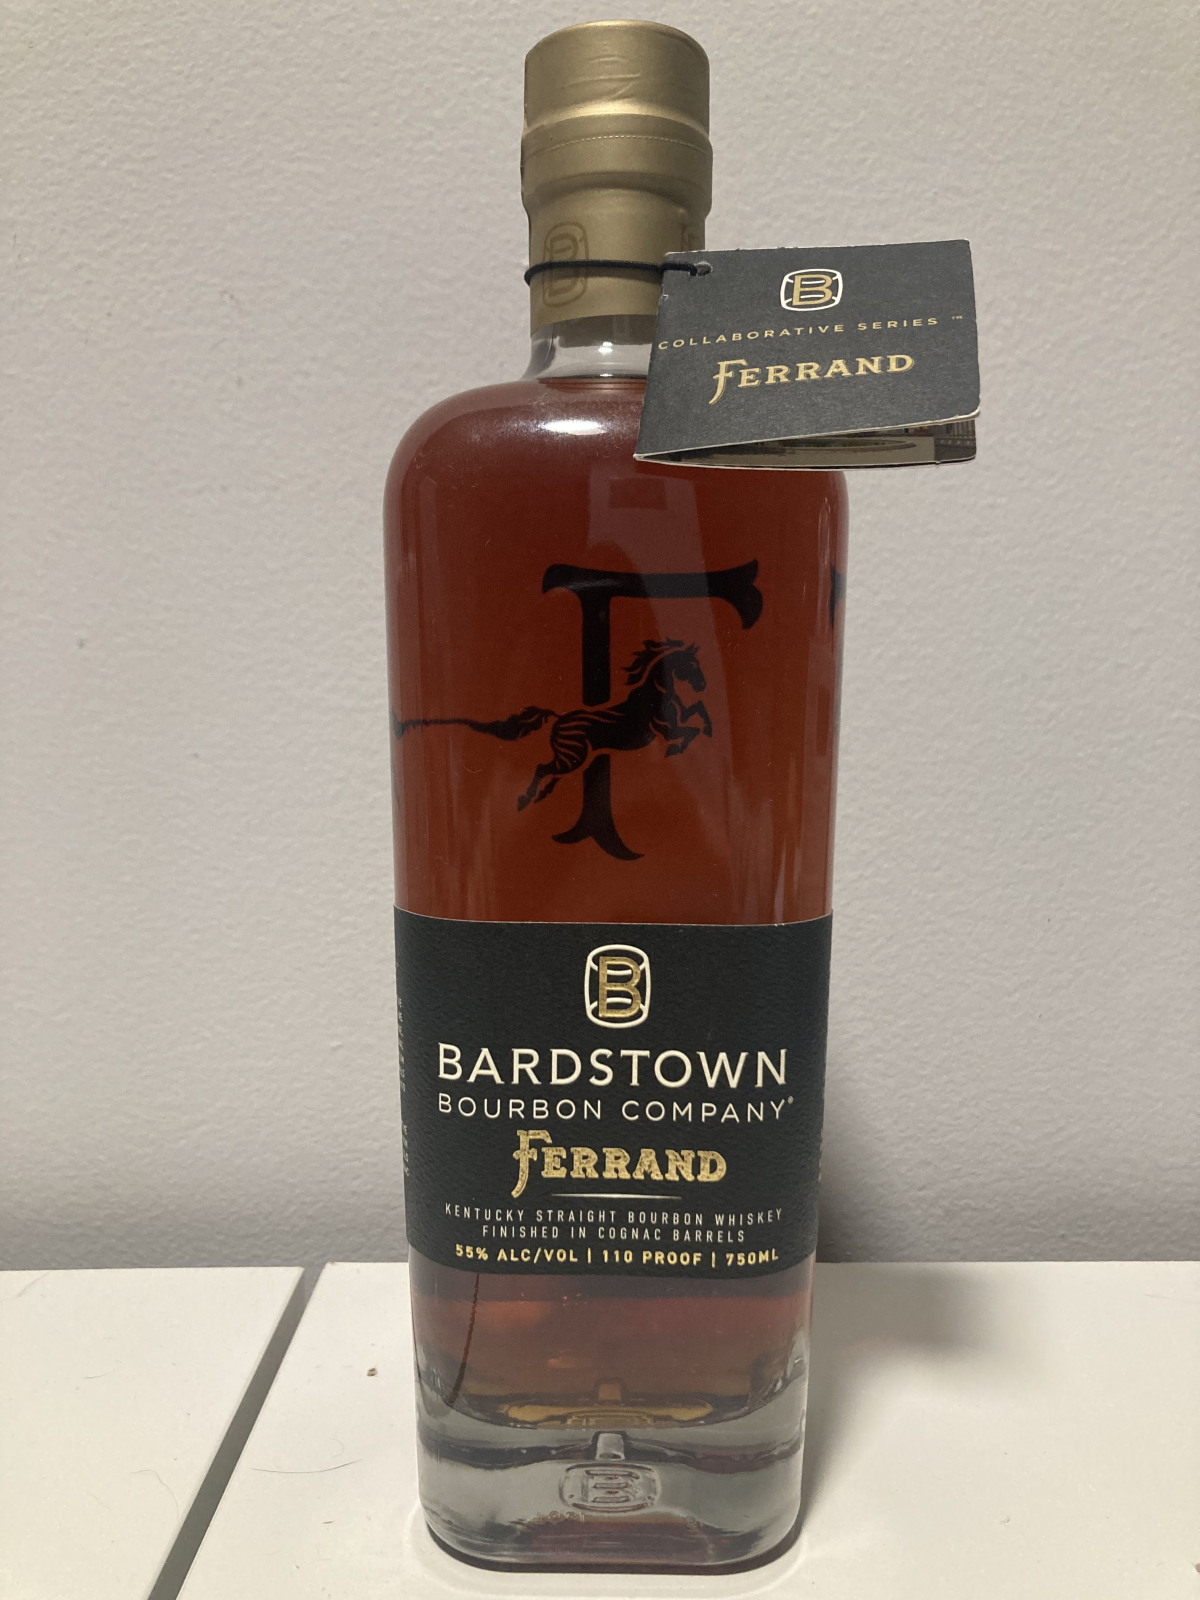 B
COLLABORATIVE SERIES ™
FERRAND
F
B
BARDSTOWN
BOURBON COMPANY®
FERRAND
KENTUCKY STRAIGHT BOURBON WHISKEY
FINISHED IN COGNAC BARRELS
55% ALC/VOL | 110 PROOF | 750ML
B